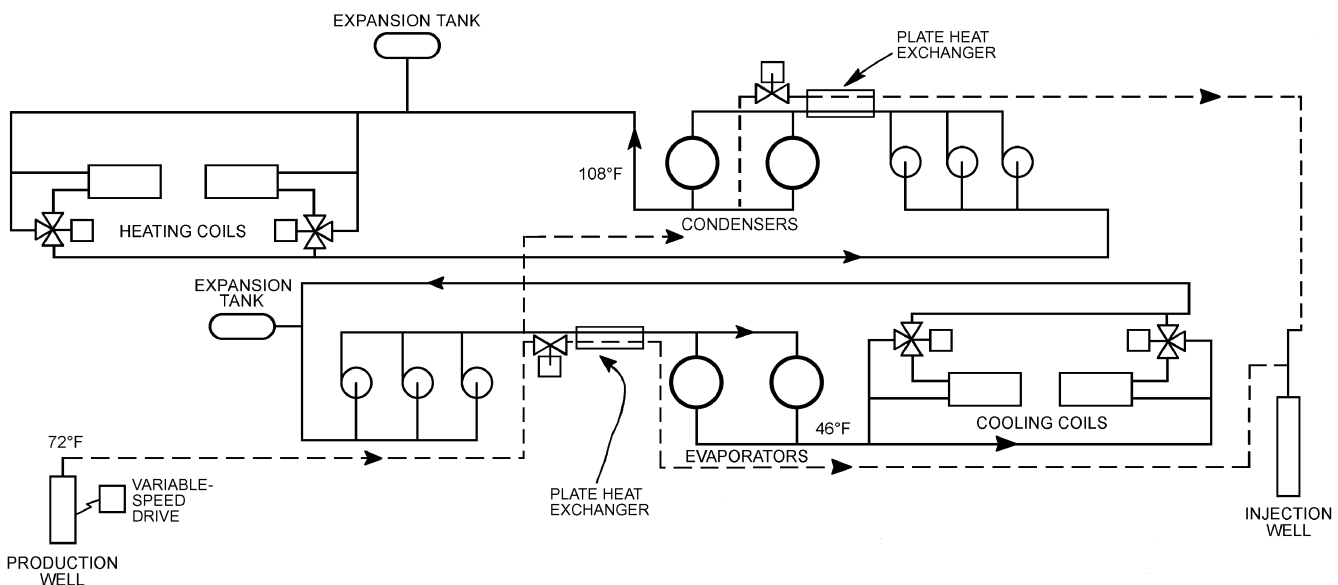 EXPANSION TANK
PLATE HEAT
EXCHANGER
108°F
HEATING COILS
CONDENSERS
EXPANSION
TANK
72°F
VARIABLE-
SPEED
DRIVE
PRODUCTION
WELL
PLATE HEAT
EXCHANGER
EVAPORATORS
46°F
COOLING COILS
INJECTION
WELL